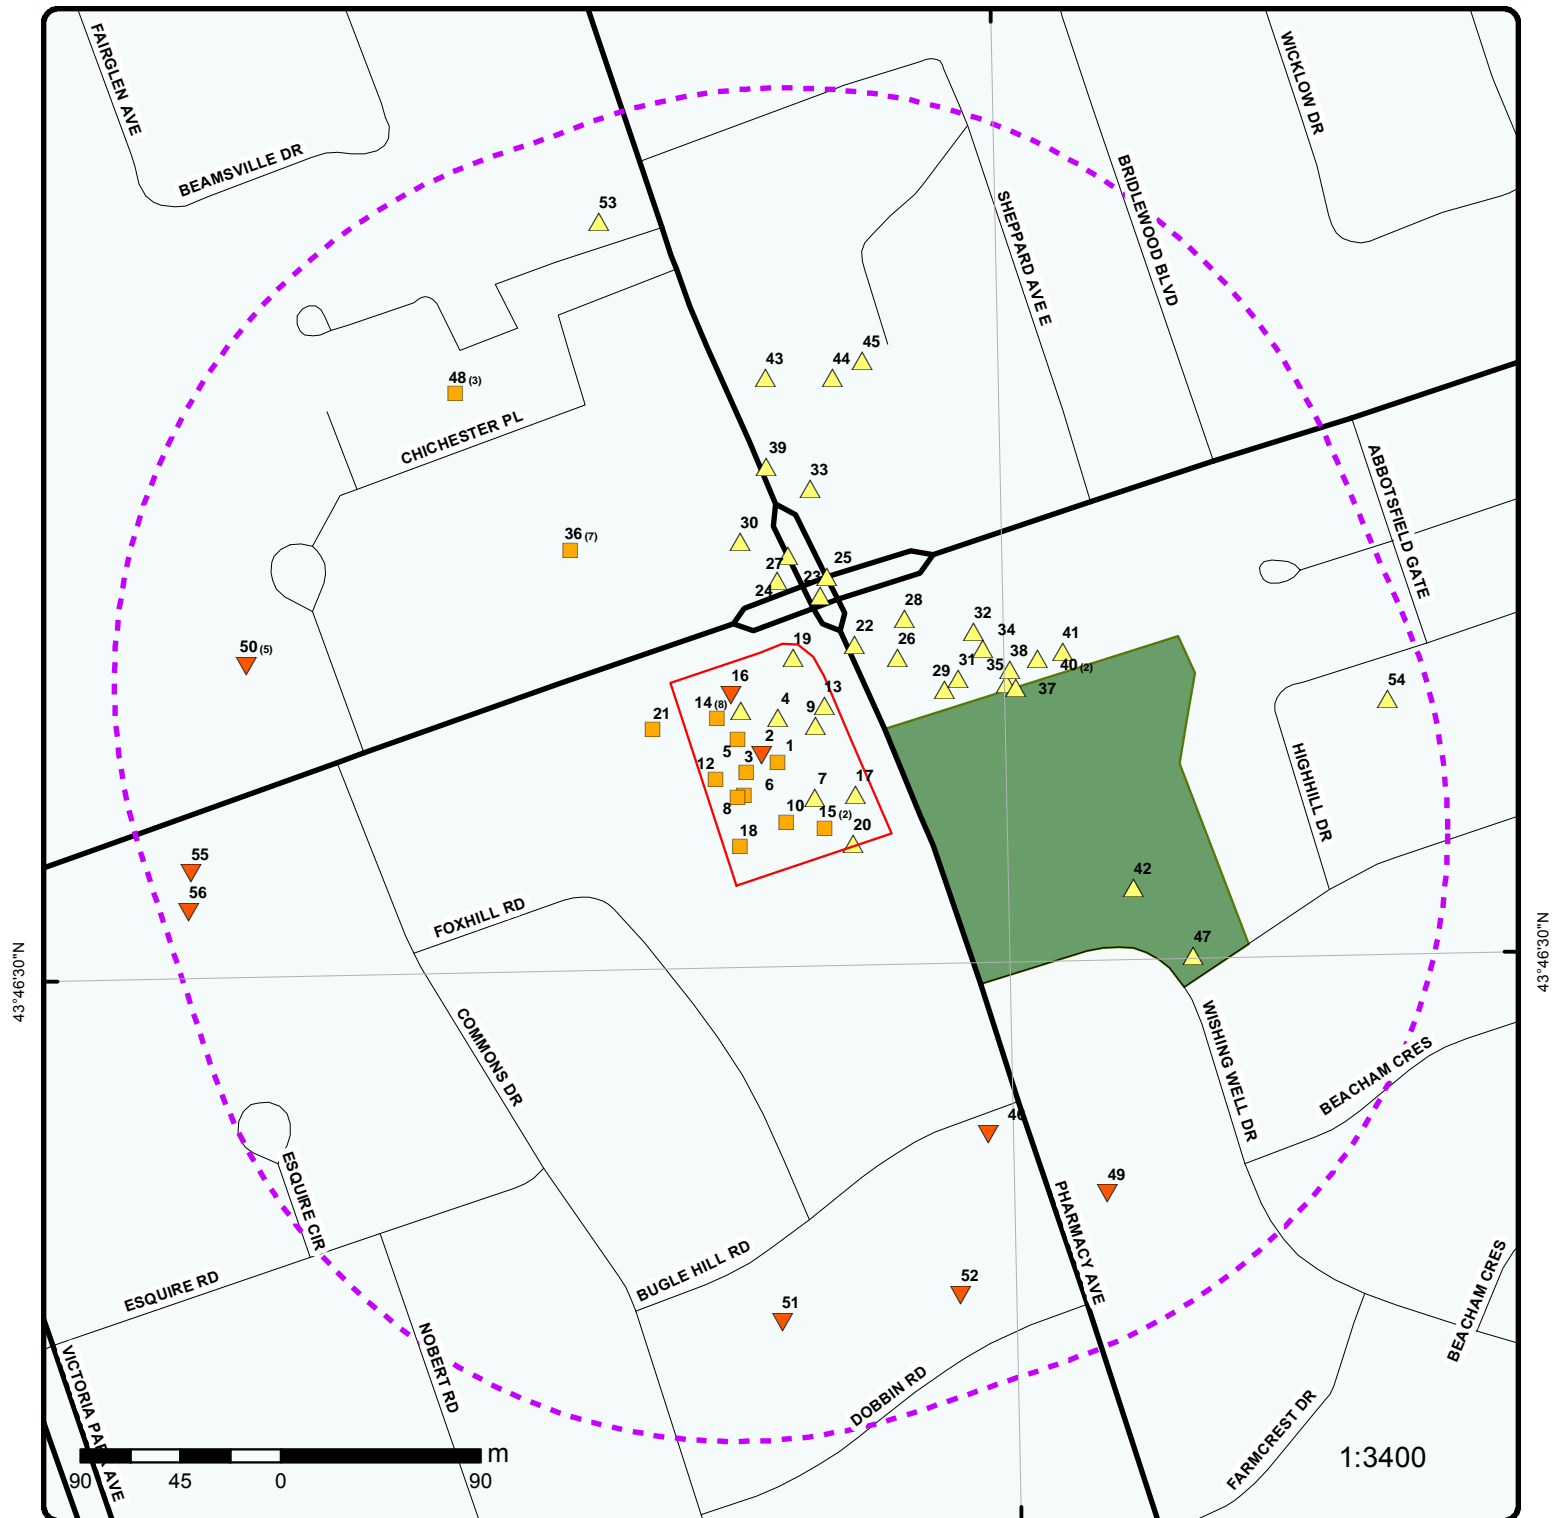 FAIRGLEN AVE
BEAMSVILLE DR
WICKLOW DR
BRIDLEWOOD BLVD
SHEPPARD AVE E
53
45
43
44
48 (3)
CHICHESTER PL
39
33
ABBOTSFIELD GATE
36 (7)
30
25
27
23
24
28
32
34
41
22
26
38
40 (2)
19
50 (5)
31
35
29
37
16
54
13
14 (8)
4
9
21
2
1
5
3
12
HIGHHILL DR
6
7
17
8
10
15 (2)
20
18
55
42
56
FOXHILL RD
47
43°46'30"N
43°46'30"N
COMMONS DR
WISHING WELL DR
BEACHAM CRES
46
ESQUIRE CIR
49
PHARMACY AVE
BUGLE HILL RD
ESQUIRE RD
52
51
BEACHAM CRES
NOBERT RD
VICTORIA PARK AVE
DOBBIN RD
FARMCREST DR
m
90
45
0
90
1:3400